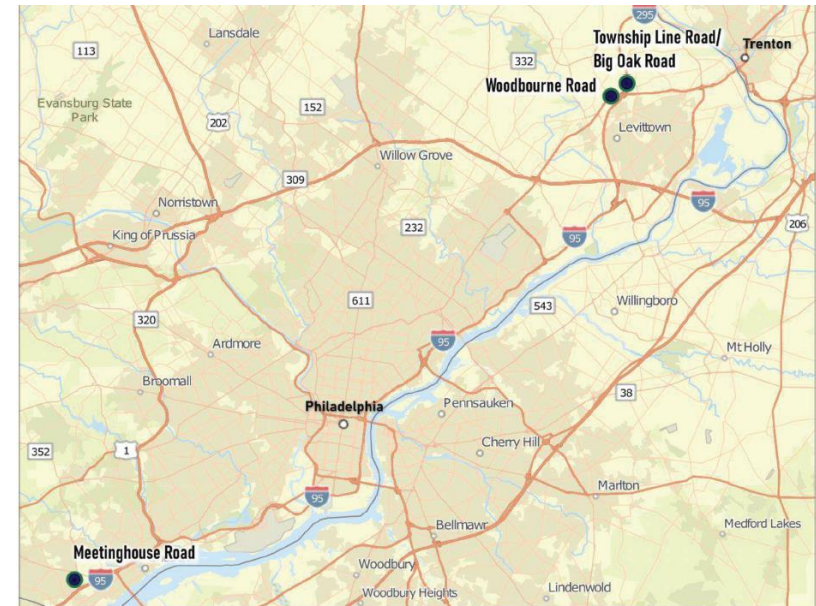 295
Lansdale
Township Line Road/
Big Oak Road
Trenton
113
332
Woodbourne Road
Evansburg State
Park
152
202
Levittown
Willow Grove
309
95
Norristown
206
232
King of Prussia
95
611
543
Willingboro
320
95
Ardmore
Mt Holly
Broomall
38
Philadelphia
Pennsauken
352
1
Cherry Hill
Marlton
95
Bellmawr
Medford Lakes
Meetinghouse Road
95
Woodbury
Woodbury Heights
Lindenwold